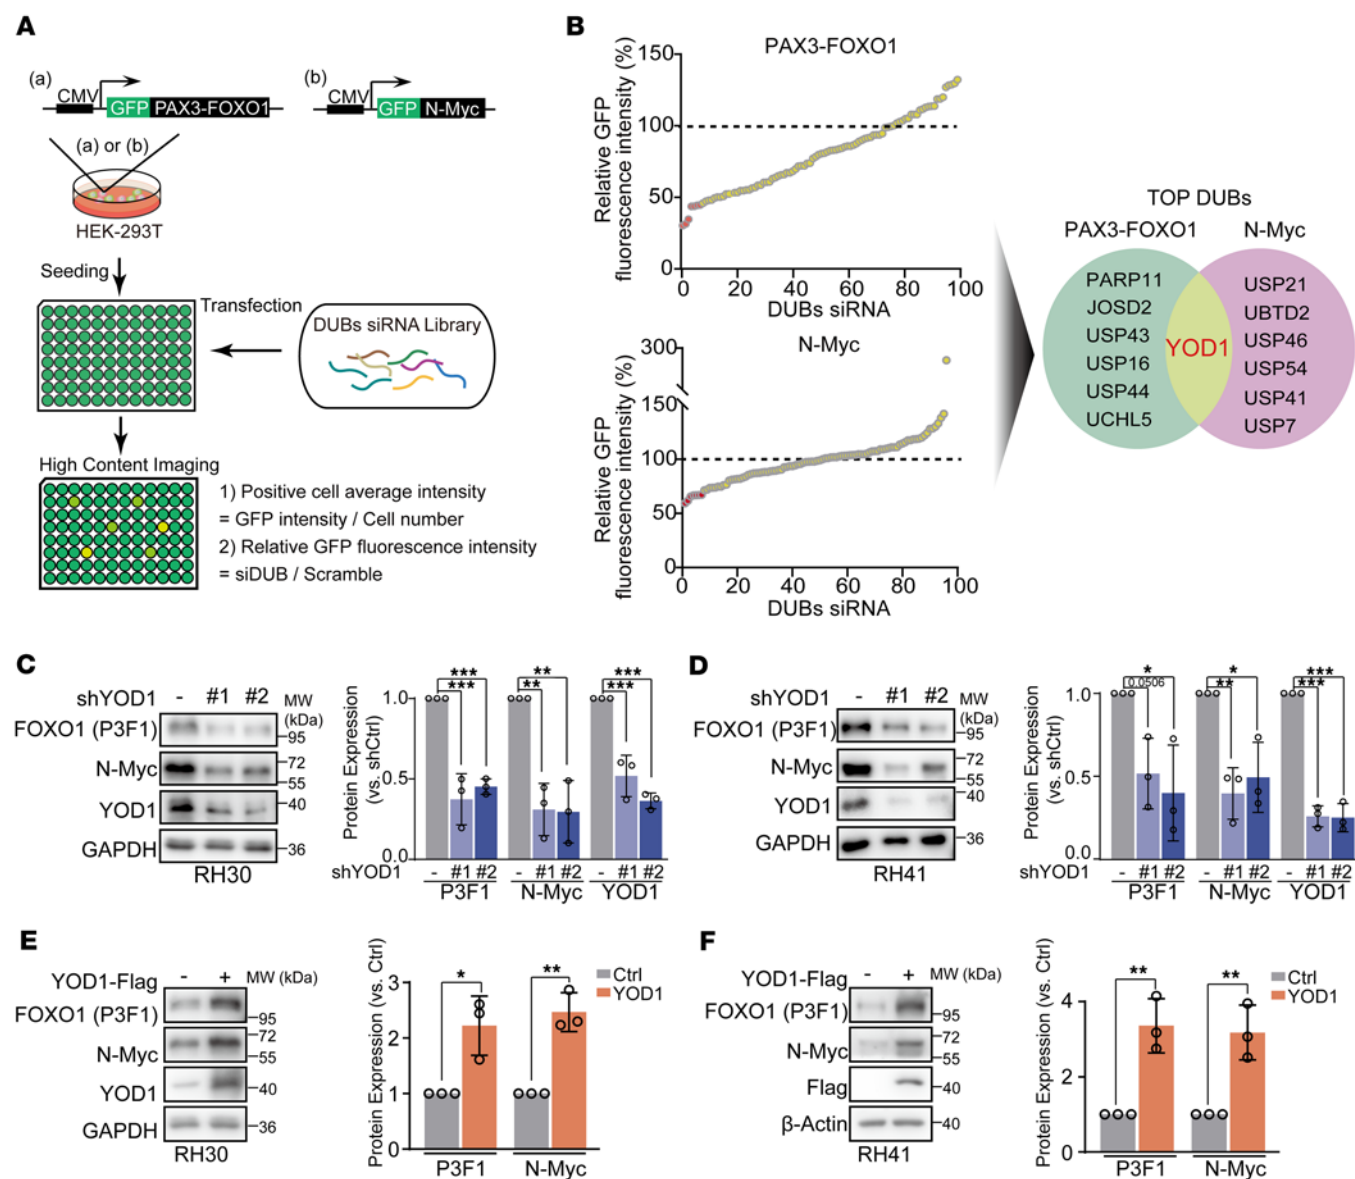 A
(a)
CMV
GFP PAX3-FOXO1
(b)
CMV
GFP N-Myc
(a) or (b)
HEK-293T
Seeding
Transfection
DUBs siRNA Library
High Content Imaging
1) Positive cell average intensity
= GFP intensity / Cell number
2) Relative GFP fluorescence intensity
= siDUB / Scramble
B
PAX3-FOXO1
Relative GFP
fluorescence intensity (%)
150
100
50
0
0 20 40 60 80 100
DUBs siRNA
N-Myc
Relative GFP
fluorescence intensity (%)
300
150
100
50
0
0 20 40 60 80 100
DUBs siRNA
TOP DUBs
PAX3-FOXO1 N-Myc
PARP11
JOSD2
USP43
USP16
USP44
UCHL5
YOD1
USP21
UBTD2
USP46
USP54
USP41
USP7
C
shYOD1 - #1 #2 MW
(kDa)
FOXO1 (P3F1) 95
N-Myc 72
55
YOD1 40
GAPDH 36
RH30
Protein Expression
(vs. shCtrl)
1.0
0.5
0.0
*** ** ***
*** ** ***
shYOD1 - #1 #2 - #1 #2 - #1 #2
P3F1 N-Myc YOD1
D
shYOD1 - #1 #2 MW
(kDa)
FOXO1 (P3F1) 95
N-Myc 72
55
YOD1 40
GAPDH 36
RH41
Protein Expression
(vs. shCtrl)
1.0
0.5
0.0
* * ***
0.0506 ** ***
shYOD1 - #1 #2 - #1 #2 - #1 #2
P3F1 N-Myc YOD1
E
YOD1-Flag - + MW (kDa)
FOXO1 (P3F1) 95
N-Myc 72
55
YOD1 40
GAPDH 36
RH30
Protein Expression (vs. Ctrl)
3
2
1
0
* **
Ctrl
YOD1
P3F1 N-Myc
F
YOD1-Flag - + MW (kDa)
FOXO1 (P3F1) 95
N-Myc 72
55
Flag 40
β-Actin 40
RH41
Protein Expression (vs. Ctrl)
4
2
0
** **
Ctrl
YOD1
P3F1 N-Myc